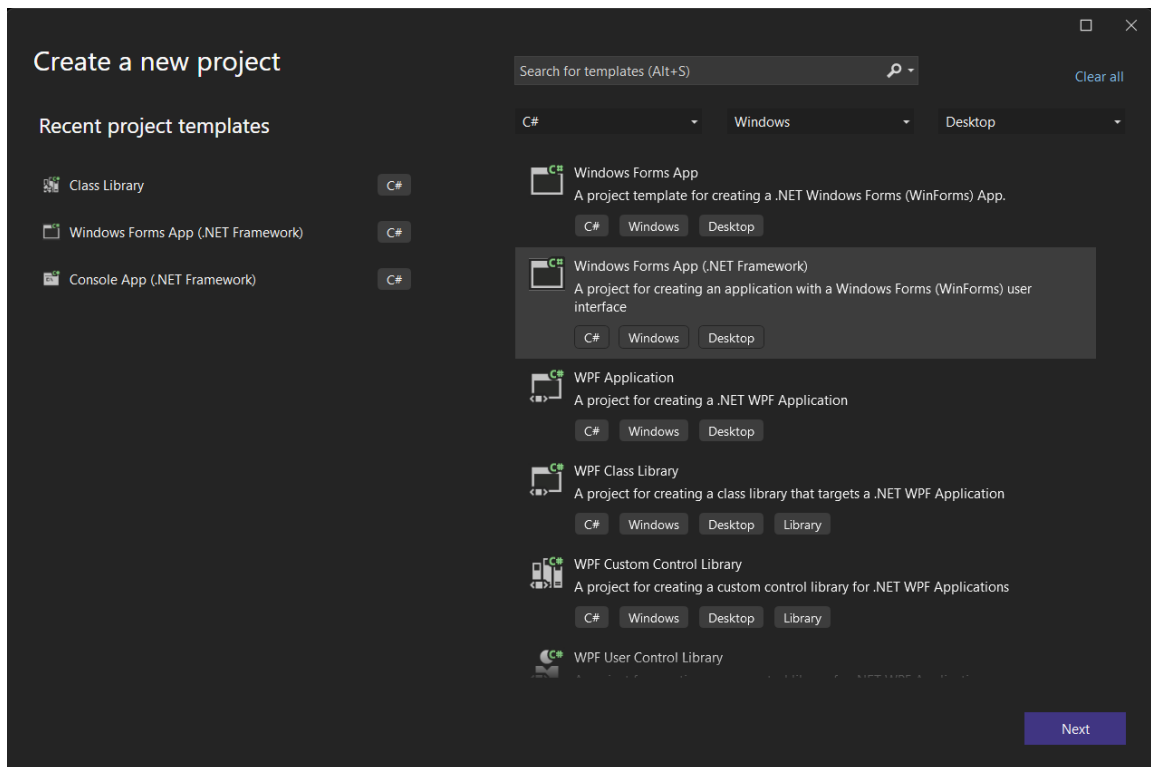 Create a new project
Search for templates (Alt+S)
Clear all
Recent project templates
C#
Windows
Desktop
Class Library
C#
Windows Forms App (.NET Framework)
C#
Console App (.NET Framework)
C#
Windows Forms App
A project template for creating a .NET Windows Forms (WinForms) App.
C# Windows Desktop
Windows Forms App (.NET Framework)
A project for creating an application with a Windows Forms (WinForms) user
interface
C# Windows Desktop
WPF Application
A project for creating a .NET WPF Application
C# Windows Desktop
WPF Class Library
A project for creating a class library that targets a .NET WPF Application
C# Windows Desktop Library
WPF Custom Control Library
A project for creating a custom control library for .NET WPF Applications
C# Windows Desktop Library
WPF User Control Library
Next